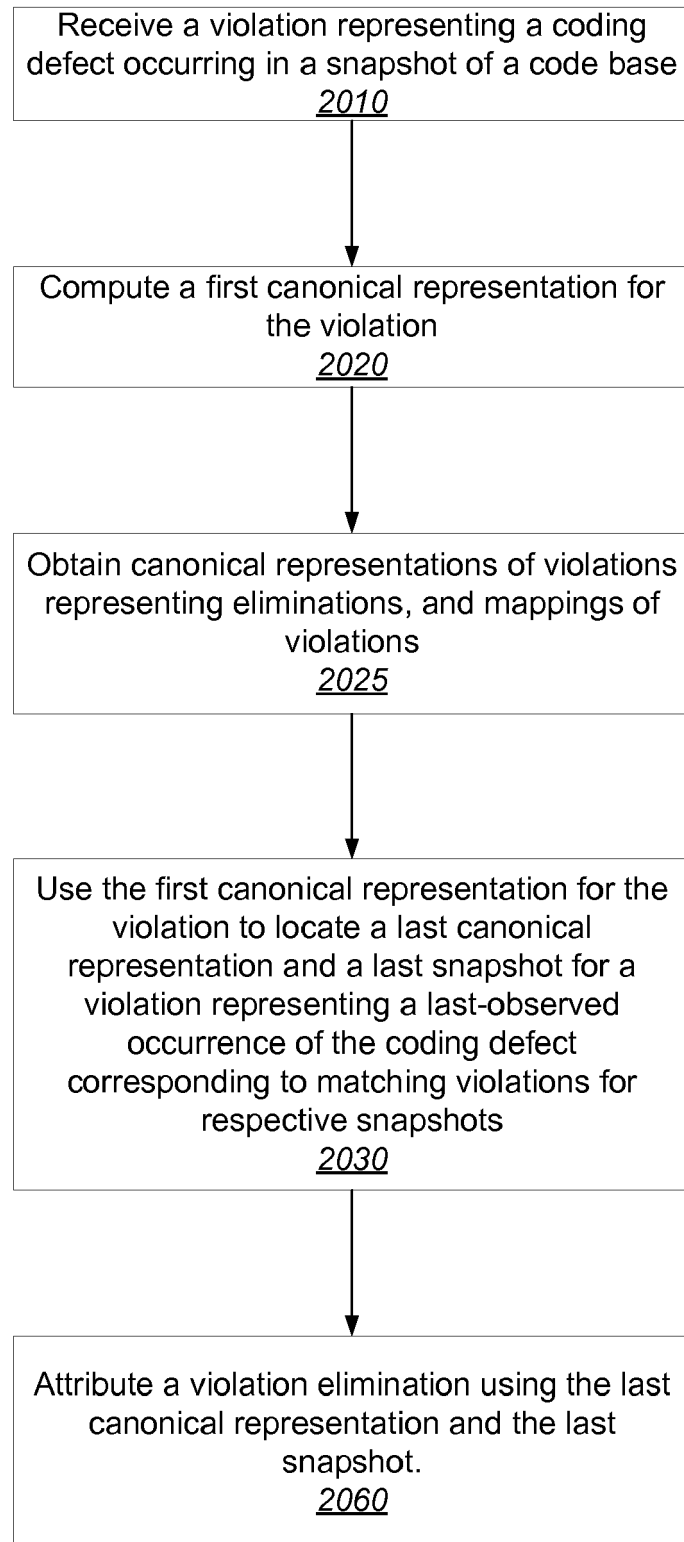 Receive a violation representing a coding
defect occurring in a snapshot of a code base
2010
Compute a first canonical representation for
the violation
2020
Obtain canonical representations of violations
representing eliminations, and mappings of
violations
2025
Use the first canonical representation for the
violation to locate a last canonical
representation and a last snapshot for a
violation representing a last-observed
occurrence of the coding defect
corresponding to matching violations for
respective snapshots
2030
Attribute a violation elimination using the last
canonical representation and the last
snapshot.
2060